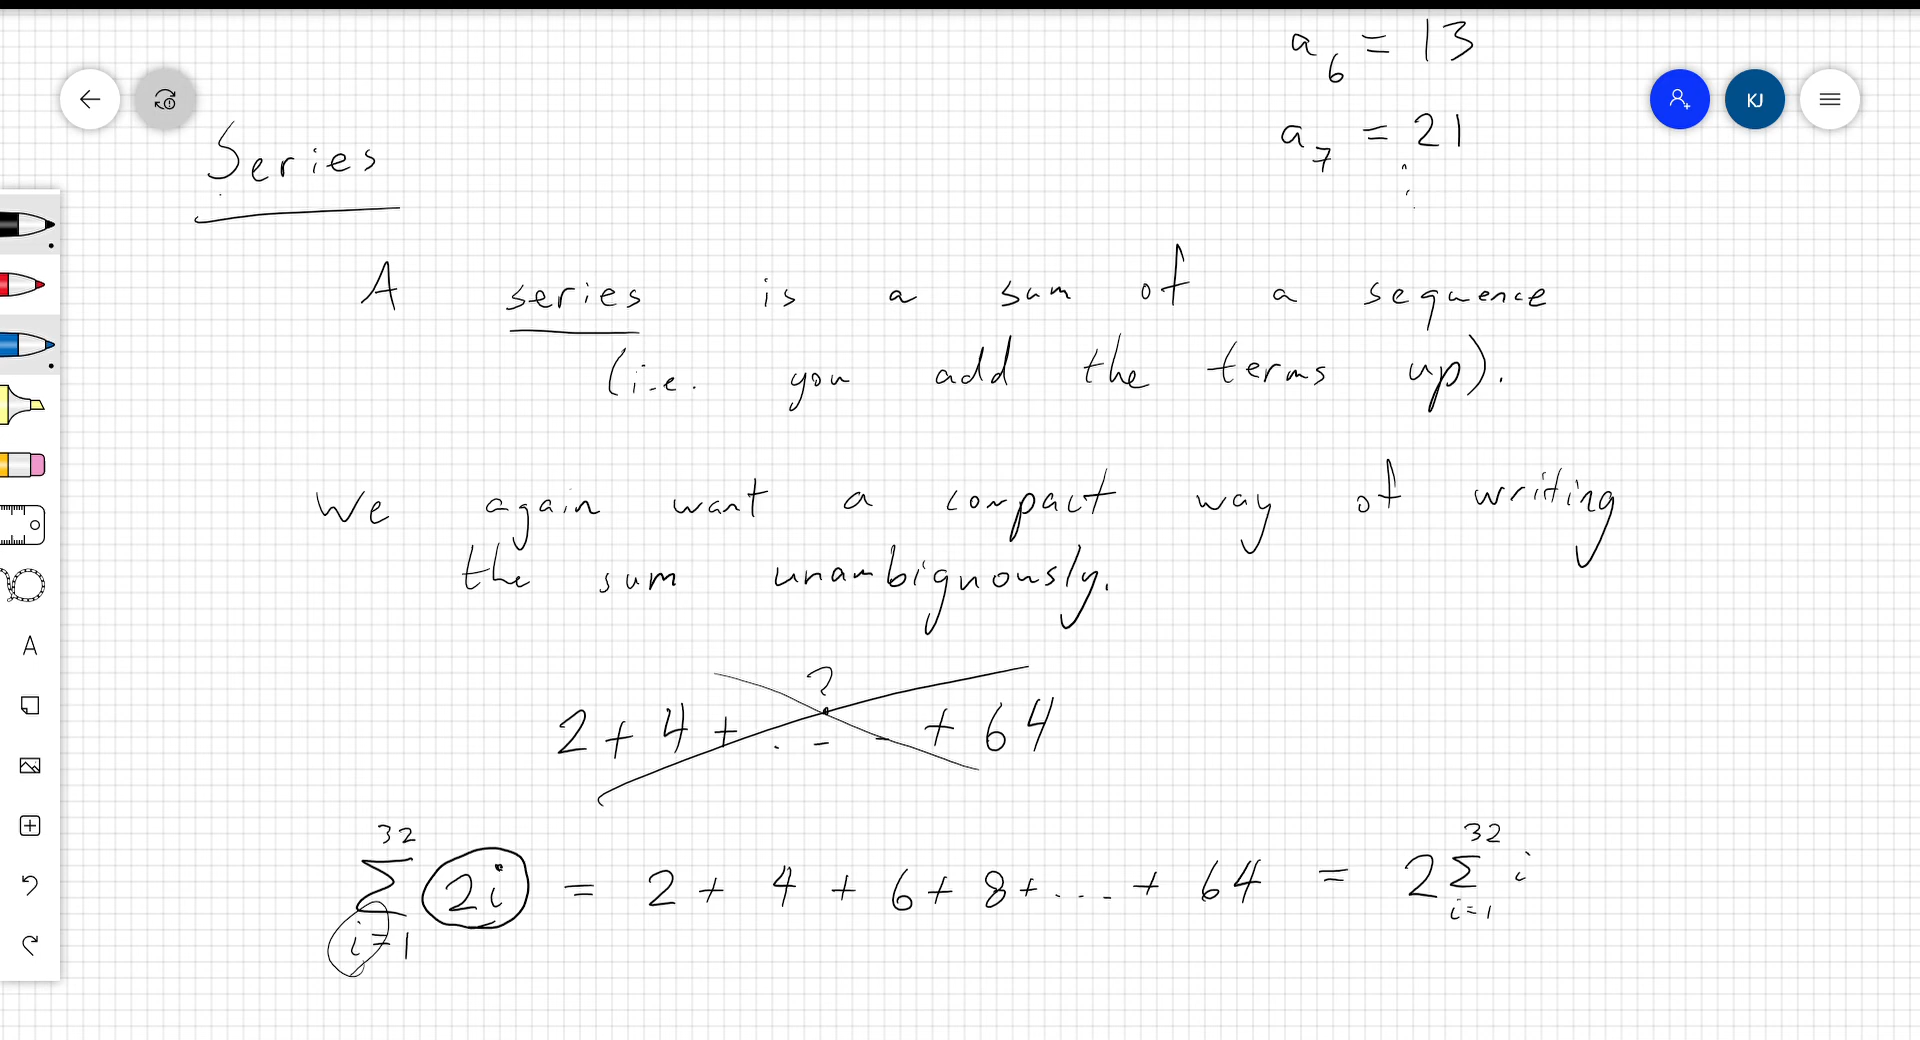 a₆ = 13
a₇ = 21
⋮
KJ
Series
A series is a sum of a sequence
(i.e. you add the terms up).
We again want a compact way of writing
the sum unambiguously.
?
2 + 4 + ... + 64
32
∑ 2i = 2 + 4 + 6 + 8 + ... + 64 = 2 ∑ i
i=1
32
i=1
A